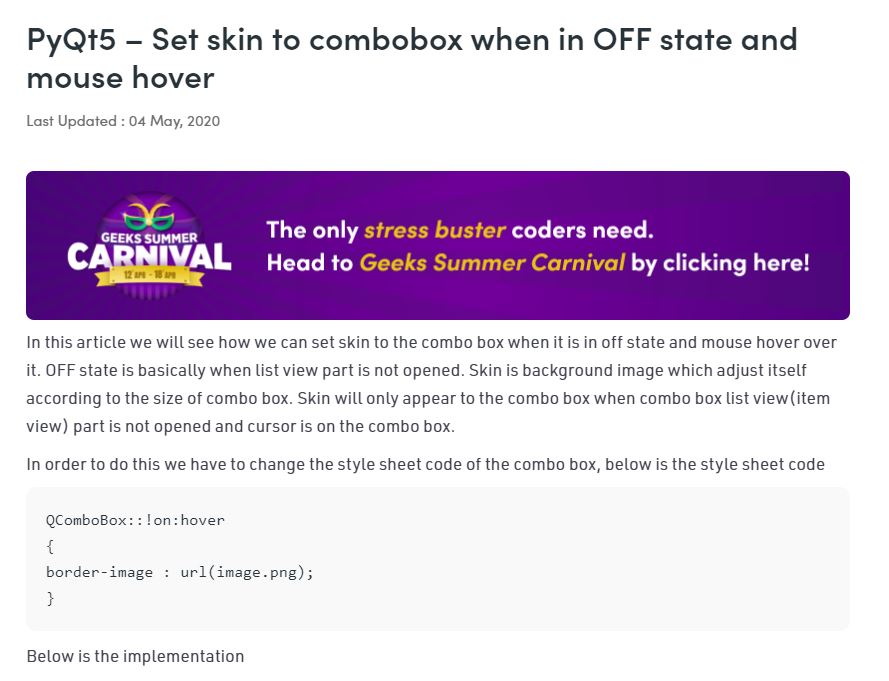 PyQt5 – Set skin to combobox when in OFF state and
mouse hover
Last Updated : 04 May, 2020
GEEKS SUMMER
CARNIVAL
12 APR - 18 APR
The only stress buster coders need.
Head to Geeks Summer Carnival by clicking here!
In this article we will see how we can set skin to the combo box when it is in off state and mouse hover over
it. OFF state is basically when list view part is not opened. Skin is background image which adjust itself
according to the size of combo box. Skin will only appear to the combo box when combo box list view(item
view) part is not opened and cursor is on the combo box.
In order to do this we have to change the style sheet code of the combo box, below is the style sheet code
QComboBox::!on:hover
{
border-image : url(image.png);
}
Below is the implementation